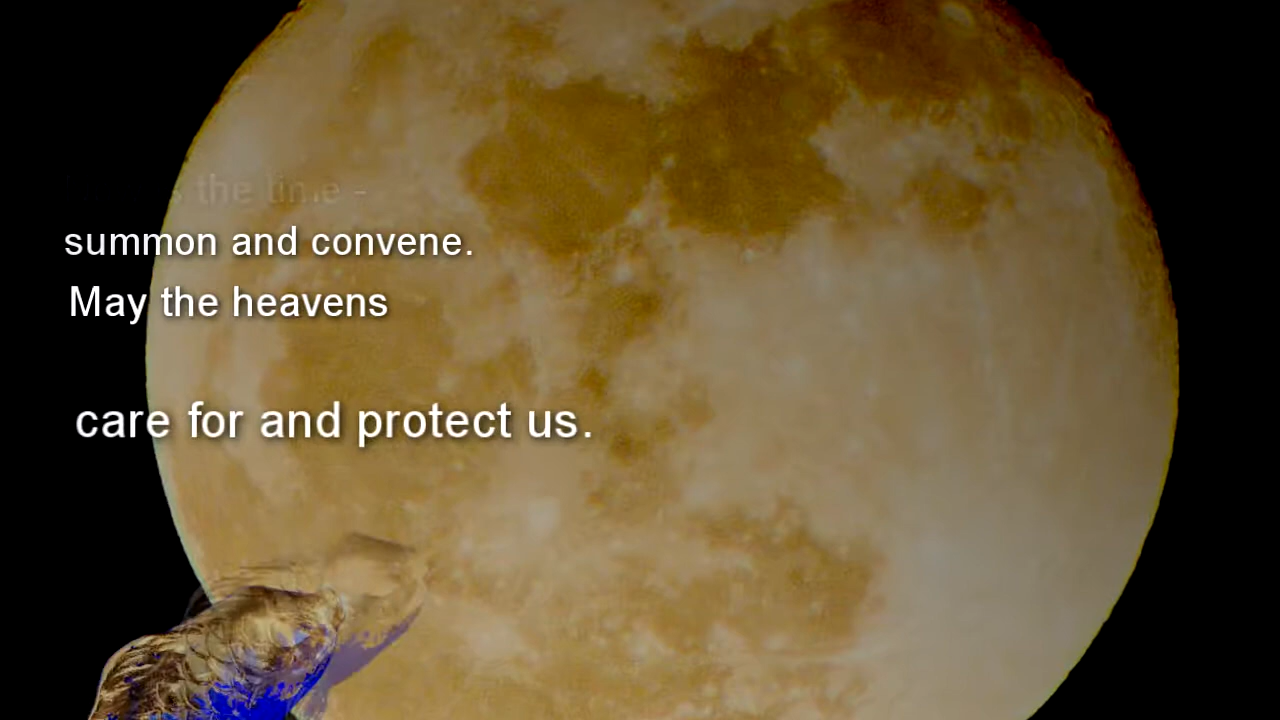 the time -
summon and convene.
May the heavens
care for and protect us.